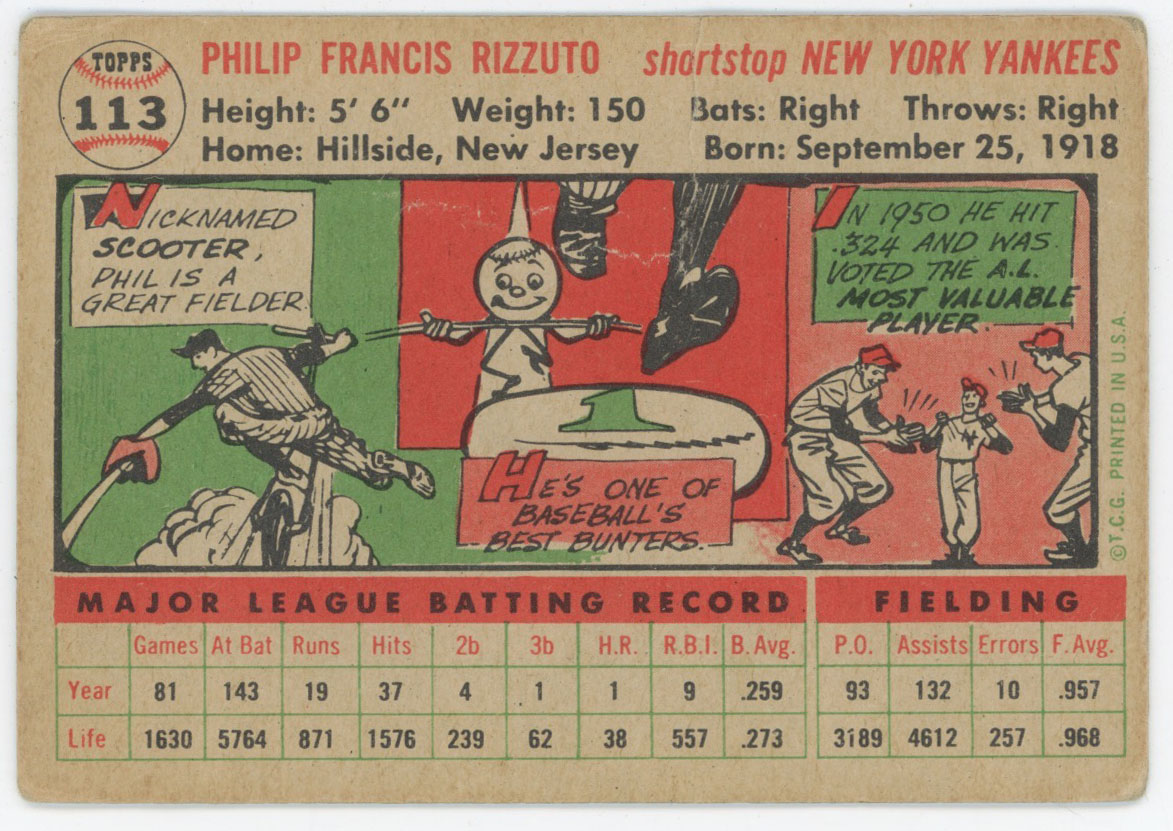 TOPPS
113
PHILIP FRANCIS RIZZUTO shortstop NEW YORK YANKEES
Height: 5' 6" Weight: 150 Bats: Right Throws: Right
Home: Hillside, New Jersey Born: September 25, 1918
NICKNAMED
SCOOTER,
PHIL IS A
GREAT FIELDER.
1
HE'S ONE OF
BASEBALL'S
BEST BUNTERS.
IN 1950 HE HIT
.324 AND WAS
VOTED THE A.L.
MOST VALUABLE
PLAYER.
NY
©T.C.G. PRINTED IN U.S.A.
MAJOR LEAGUE BATTING RECORD FIELDING
Games At Bat Runs Hits 2b 3b H.R. R.B.I. B. Avg. P.O. Assists Errors F. Avg.
Year 81 143 19 37 4 1 1 9 .259 93 132 10 .957
Life 1630 5764 871 1576 239 62 38 557 .273 3189 4612 257 .968